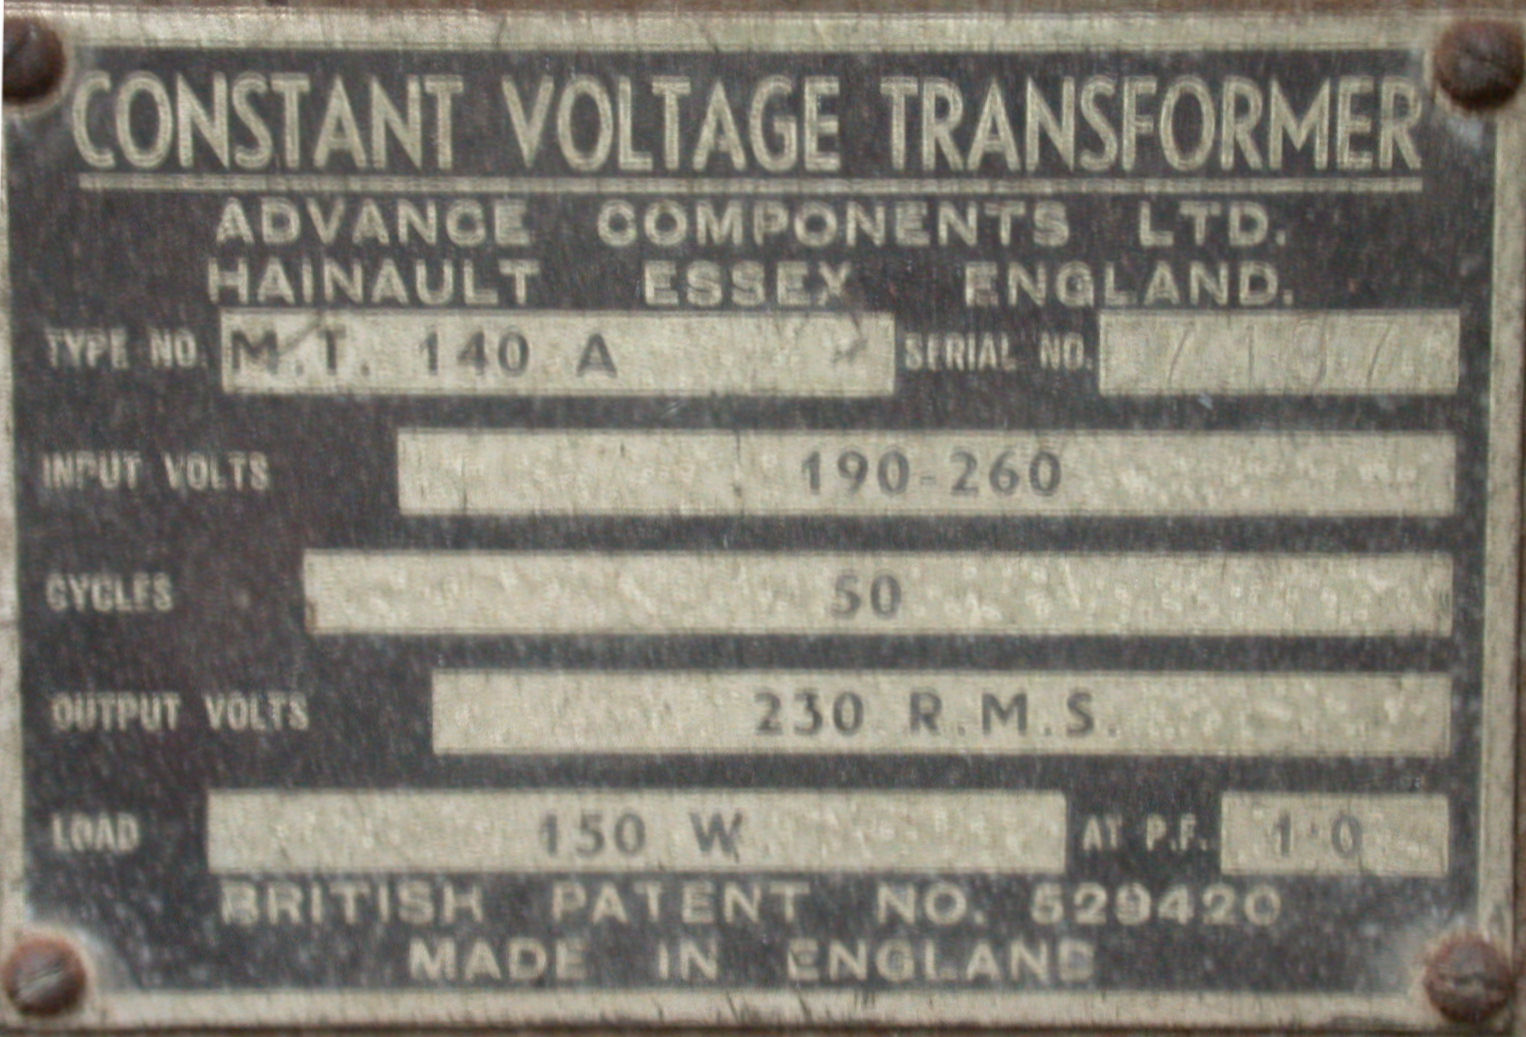 CONSTANT VOLTAGE TRANSFORMER
ADVANCE COMPONENTS LTD.
HAINAULT ESSEX ENGLAND.
TYPE NO. M.T. 140 A SERIAL NO.
INPUT VOLTS 190-260
CYCLES 50
OUTPUT VOLTS 230 R.M.S.
LOAD 150 W AT P.F. 1·0
BRITISH PATENT NO. 529420
MADE IN ENGLAND